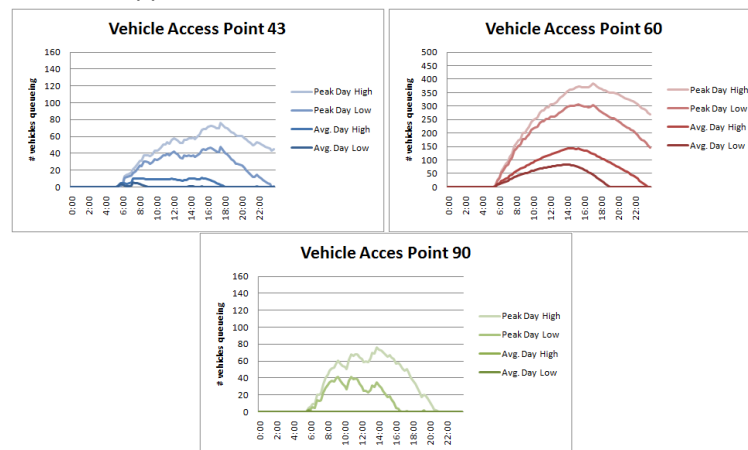 Vehicle Access Point 43
160
140
120
100
80
60
40
20
0
# vehicles queueing
0:00 2:00 4:00 6:00 8:00 10:00 12:00 14:00 16:00 18:00 20:00 22:00
Peak Day High
Peak Day Low
Avg. Day High
Avg. Day Low
Vehicle Access Point 60
500
450
400
350
300
250
200
150
100
50
0
# vehicles queueing
0:00 2:00 4:00 6:00 8:00 10:00 12:00 14:00 16:00 18:00 20:00 22:00
Peak Day High
Peak Day Low
Avg. Day High
Avg. Day Low
Vehicle Acces Point 90
160
140
120
100
80
60
40
20
0
# vehicles queueing
0:00 2:00 4:00 6:00 8:00 10:00 12:00 14:00 16:00 18:00 20:00 22:00
Peak Day High
Peak Day Low
Avg. Day High
Avg. Day Low